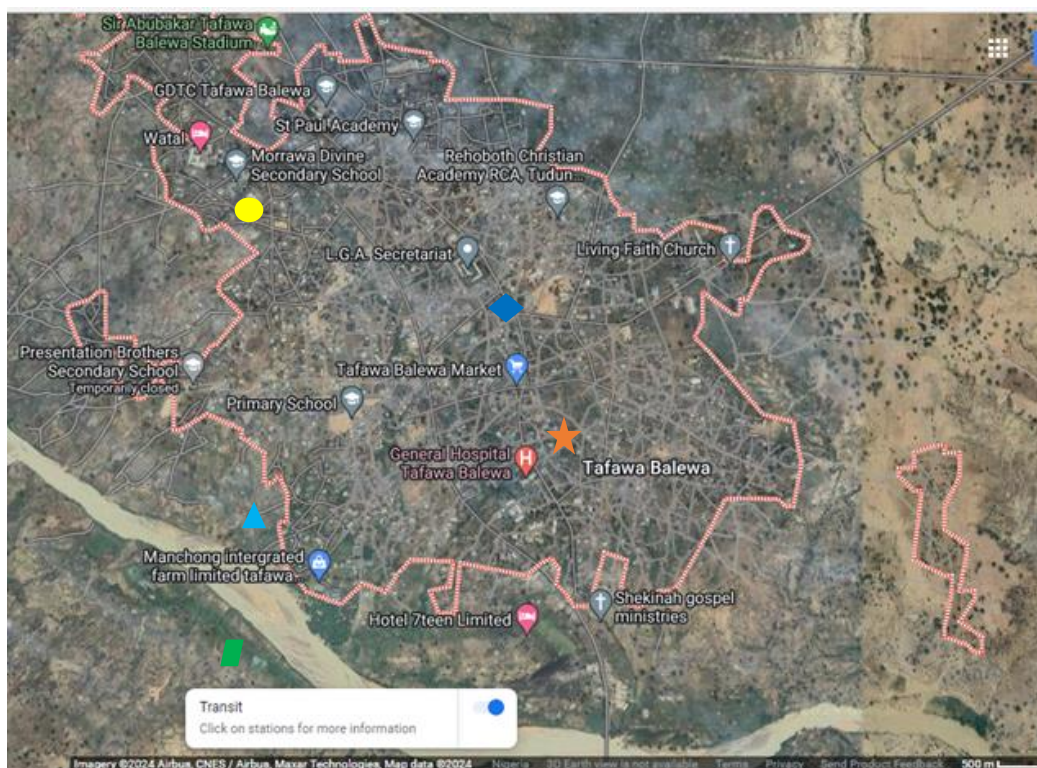 Sir Abubakar Tafawa
Balewa Stadium
GDTC Tafawa Balewa
St Paul Academy
Watal
Morrawa Divine
Secondary School
Rehoboth Christian
Academy RCA, Tudun...
L.G.A. Secretariat
Living Faith Church
Presentation Brothers
Secondary School
Temporarily closed
Tafawa Balewa Market
Primary School
General Hospital
Tafawa Balewa
Tafawa Balewa
Manchong intergrated
farm limited tafawa-
Hotel 7teen Limited
Shekinah gospel
ministries
Transit
Click on stations for more information
Imagery ©2024 Airbus, CNES / Airbus, Maxar Technologies, Map data ©2024 Nigeria 3D Earth view is not available Terms Privacy Send Product Feedback 500 m